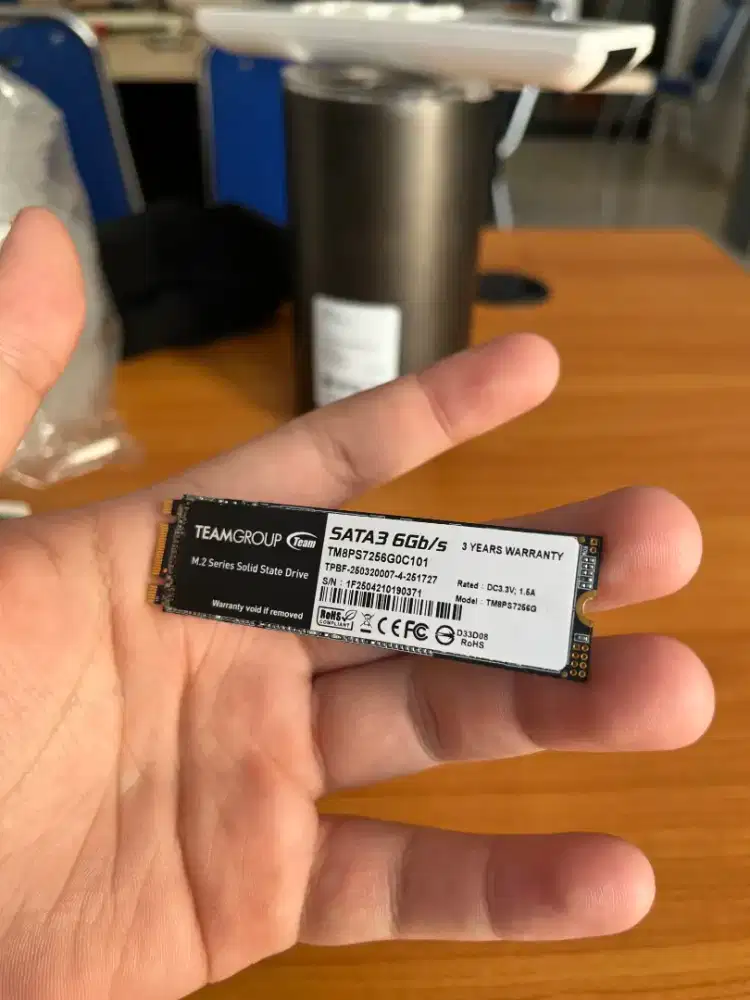 TEAMGROUP Team
M.2 Series Solid State Drive
Warranty void if removed
SATA3 6Gb/s
3 YEARS WARRANTY
TM8PS7256G0C101
TPBF-250320007-4-251727
S/N : 1F2504210190371
Rated : DC3.3V; 1.5A
Model : TM8PS7256G
RoHS
COMPLIANT
CE FC
D33D08
RoHS